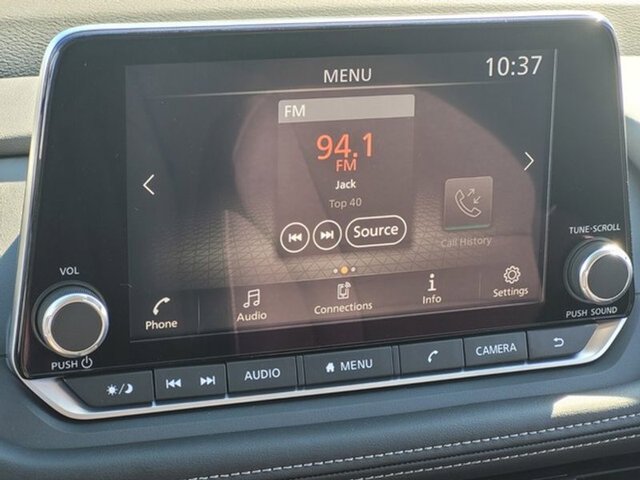 MENU
10:37
FM
94.1
FM
Jack
Top 40
Source
Call History
TUNE·SCROLL
VOL
Phone
Audio
Connections
Info
Settings
PUSH
PUSH SOUND
AUDIO
MENU
CAMERA